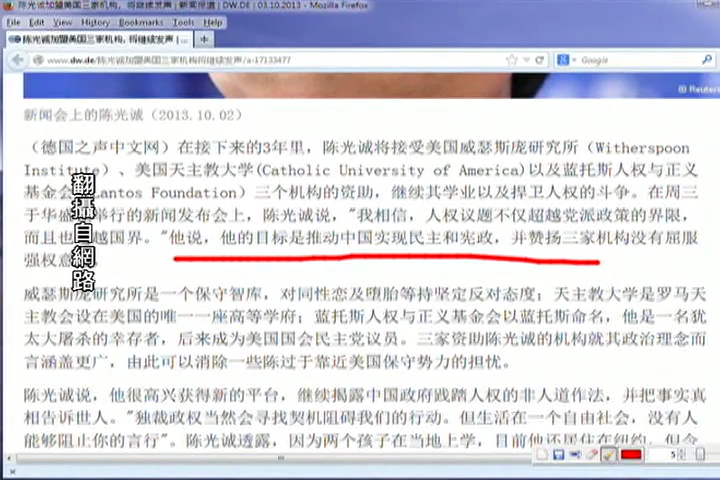 陈光诚加盟美国三家机构，将继续发声 | 新闻报道 | DW.DE | 03.10.2013 - Mozilla Firefox
File Edit View History Bookmarks Tools Help
陈光诚加盟美国三家机构，将继续发声 | ...
www.dw.de/陈光诚加盟美国三家机构将继续发声/a-17133477
Google
Reuters
新闻会上的陈光诚（2013.10.02）
（德国之声中文网）在接下来的3年里，陈光诚将接受美国威瑟斯庞研究所（Witherspoon
Institute）、美国天主教大学(Catholic University of America)以及蓝托斯人权与正义
基金会 Lantos Foundation）三个机构的资助，继续其学业以及捍卫人权的斗争。在周三
于华盛 举行的新闻发布会上，陈光诚说，"我相信，人权议题不仅超越党派政策的界限，
而且也 越国界。"他说，他的目标是推动中国实现民主和宪政，并赞扬三家机构没有屈服
强权意
翻攝自網路
威瑟斯庞研究所是一个保守智库，对同性恋及堕胎等持坚定反对态度；天主教大学是罗马天
主教会设在美国的唯一一座高等学府；蓝托斯人权与正义基金会以蓝托斯命名，他是一名犹
太大屠杀的幸存者，后来成为美国国会民主党议员。三家资助陈光诚的机构就其政治理念而
言涵盖更广，由此可以消除一些陈过于靠近美国保守势力的担忧。
陈光诚说，他很高兴获得新的平台，继续揭露中国政府践踏人权的非人道作法，并把事实真
相告诉世人。"独裁政权当然会寻找契机阻碍我们的行动。但生活在一个自由社会，没有人
能够阻止你的言行"。陈光诚透露，因为两个孩子在当地上学，目前他还居住在纽约，但今
5